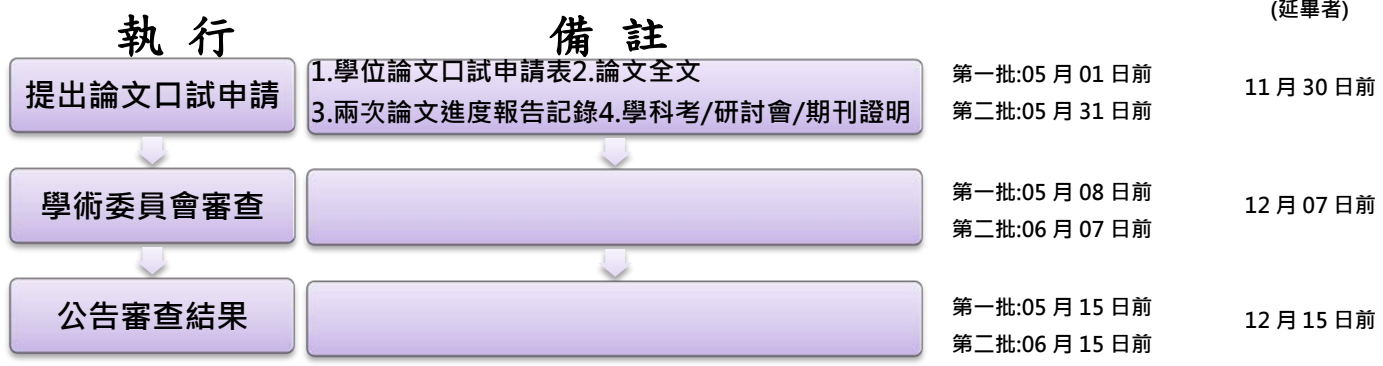 (延畢者)
執 行
備 註
提出論文口試申請
1.學位論文口試申請表2.論文全文
3.兩次論文進度報告記錄4.學科考/研討會/期刊證明
第一批:05 月 01 日前
第二批:05 月 31 日前
11 月 30 日前
學術委員會審查
第一批:05 月 08 日前
第二批:06 月 07 日前
12 月 07 日前
公告審查結果
第一批:05 月 15 日前
第二批:06 月 15 日前
12 月 15 日前